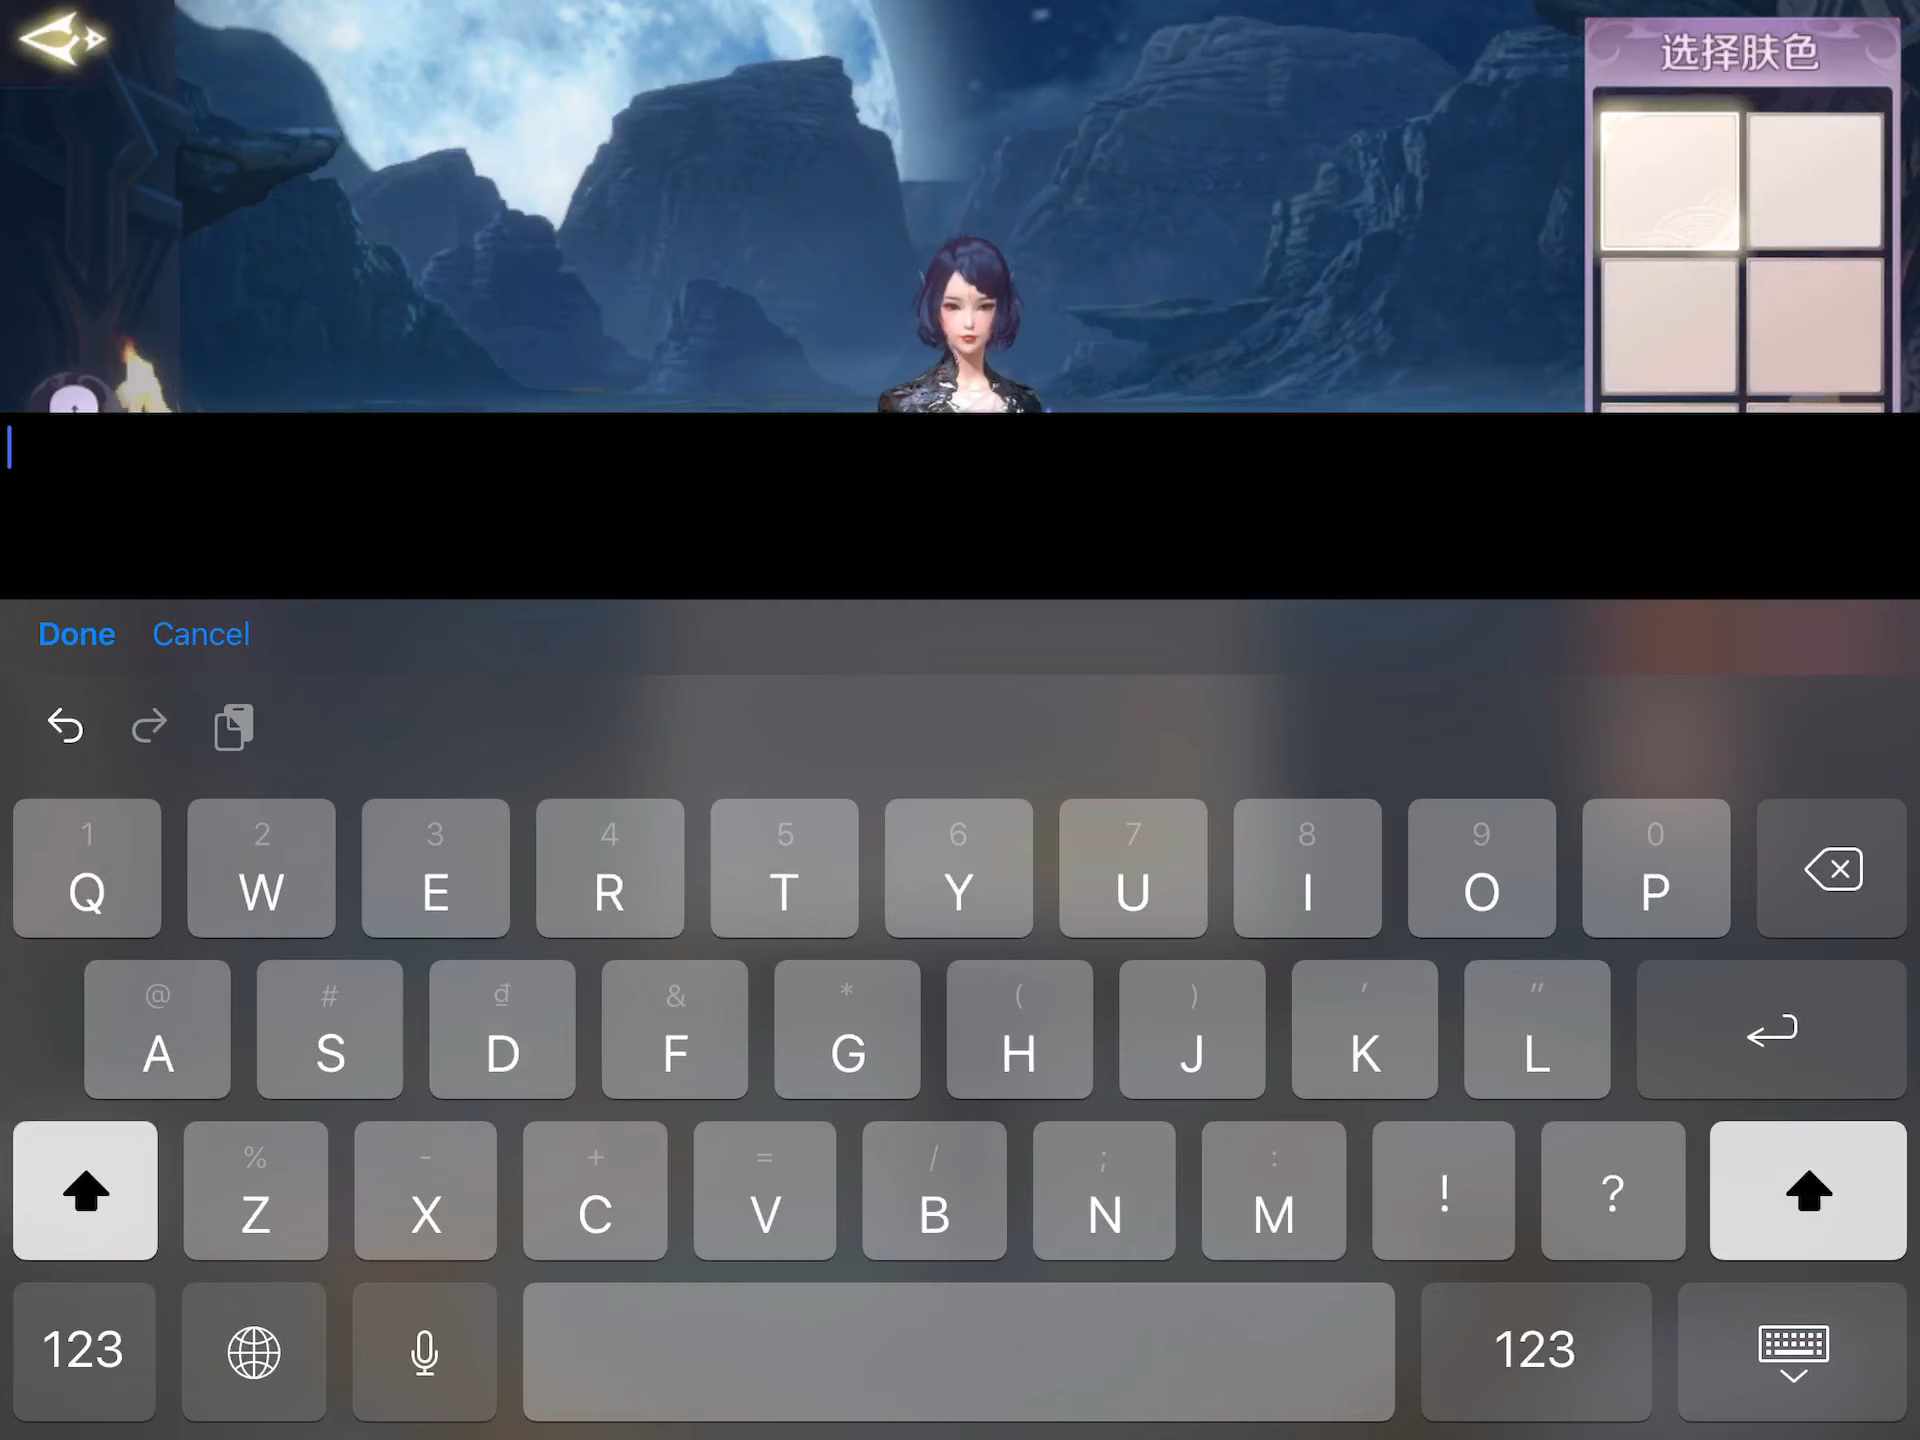 选择肤色
Done Cancel
1 2 3 4 5 6 7 8 9 0
Q W E R T Y U I O P
@ # ₫ & * ( ) ' "
A S D F G H J K L
% - + = / ; :
Z X C V B N M ! ?
123 123